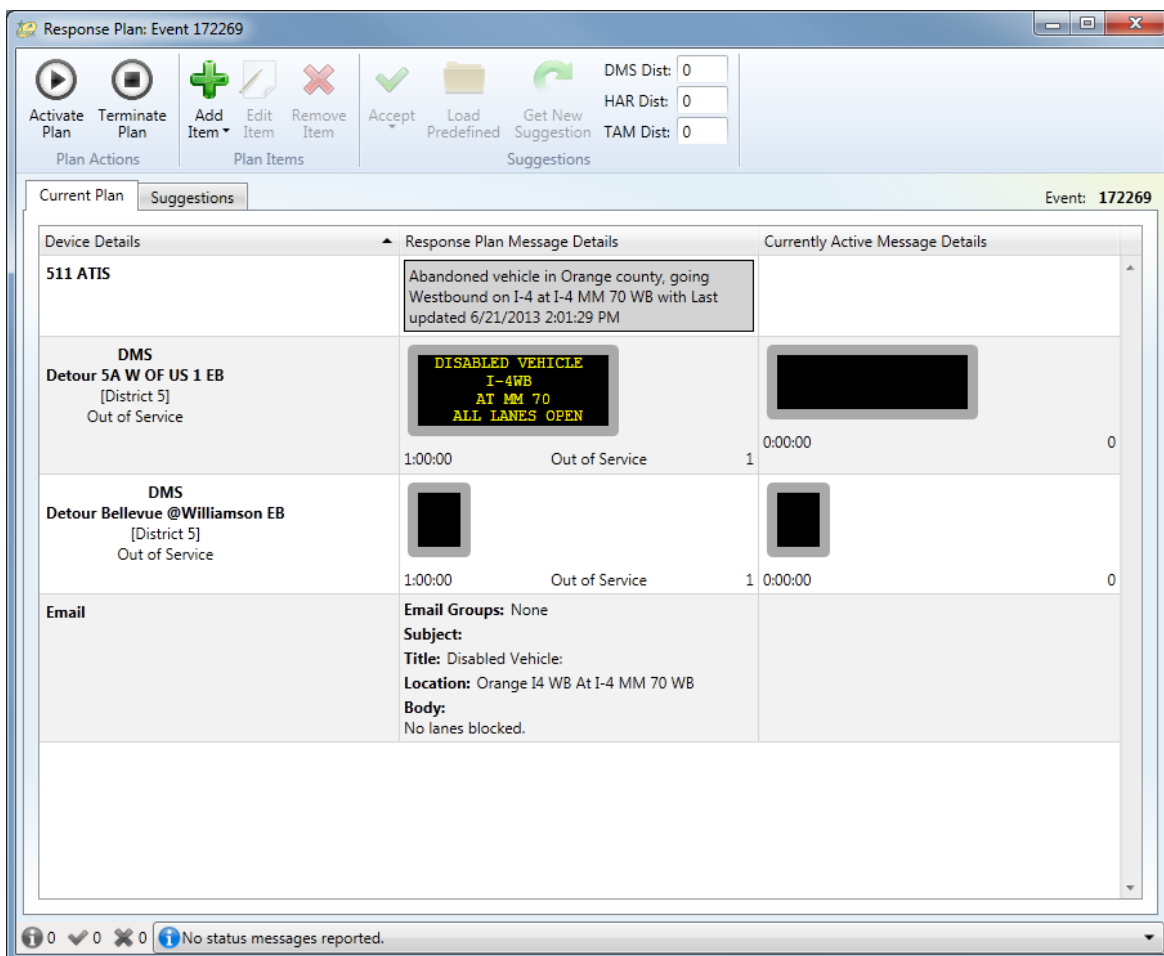 Response Plan: Event 172269
Activate Plan
Terminate Plan
Add Item
Edit Item
Remove Item
Accept
Load Predefined
Get New Suggestion
DMS Dist: 0
HAR Dist: 0
TAM Dist: 0
Plan Actions
Plan Items
Suggestions
Current Plan
Suggestions
Event: 172269
Device Details
Response Plan Message Details
Currently Active Message Details
511 ATIS
Abandoned vehicle in Orange county, going
Westbound on I-4 at I-4 MM 70 WB with Last
updated 6/21/2013 2:01:29 PM
DMS
Detour 5A W OF US 1 EB
[District 5]
Out of Service
DISABLED VEHICLE
I-4WB
AT MM 70
ALL LANES OPEN
1:00:00 Out of Service 1
0:00:00 0
DMS
Detour Bellevue @Williamson EB
[District 5]
Out of Service
1:00:00 Out of Service 1
0:00:00 0
Email
Email Groups: None
Subject:
Title: Disabled Vehicle:
Location: Orange I4 WB At I-4 MM 70 WB
Body:
No lanes blocked.
0 0 0 No status messages reported.